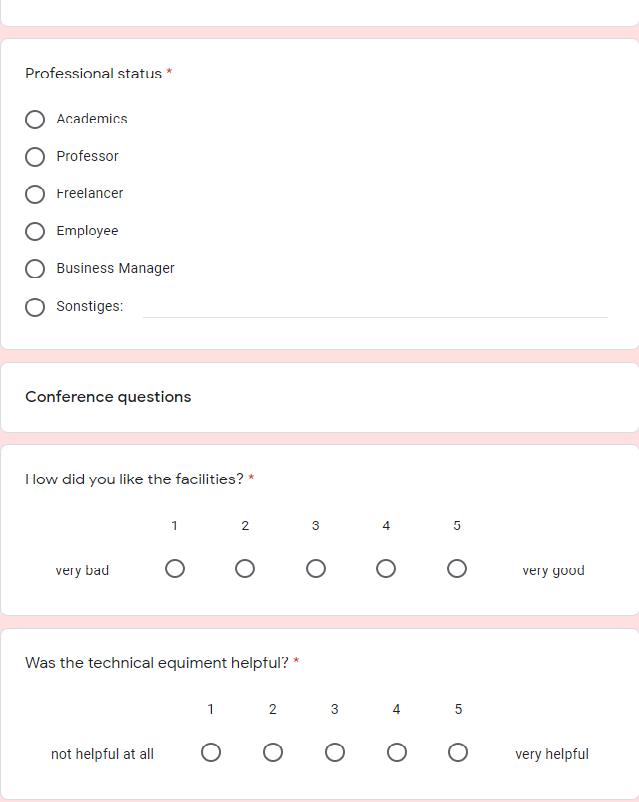 Professional status *
Academics
Professor
Freelancer
Employee
Business Manager
Sonstiges:
Conference questions
How did you like the facilities? *
1 2 3 4 5
very bad very good
Was the technical equiment helpful? *
1 2 3 4 5
not helpful at all very helpful